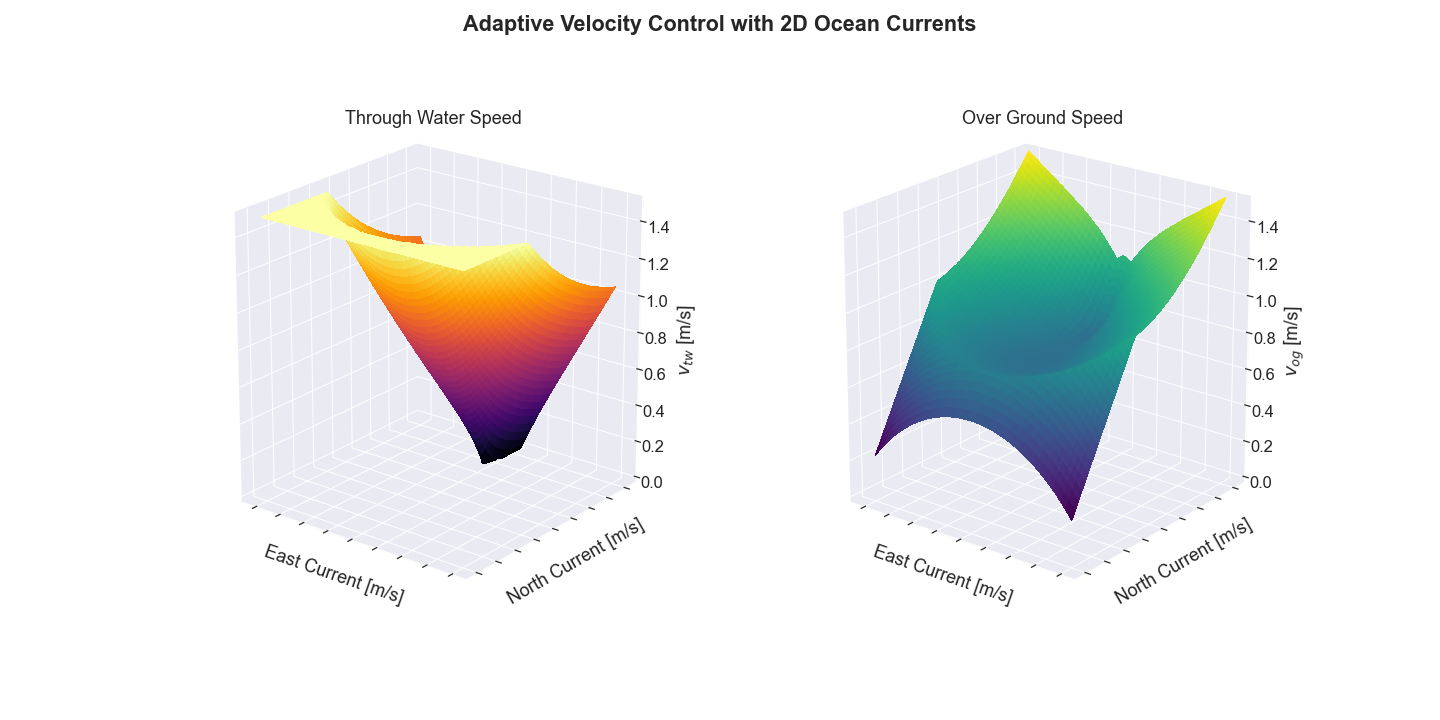 Adaptive Velocity Control with 2D Ocean Currents
Through Water Speed
1.4
1.2
1.0
0.8
0.6
0.4
0.2
0.0
v_tw [m/s]
East Current [m/s]
North Current [m/s]
Over Ground Speed
1.4
1.2
1.0
0.8
0.6
0.4
0.2
0.0
v_og [m/s]
East Current [m/s]
North Current [m/s]